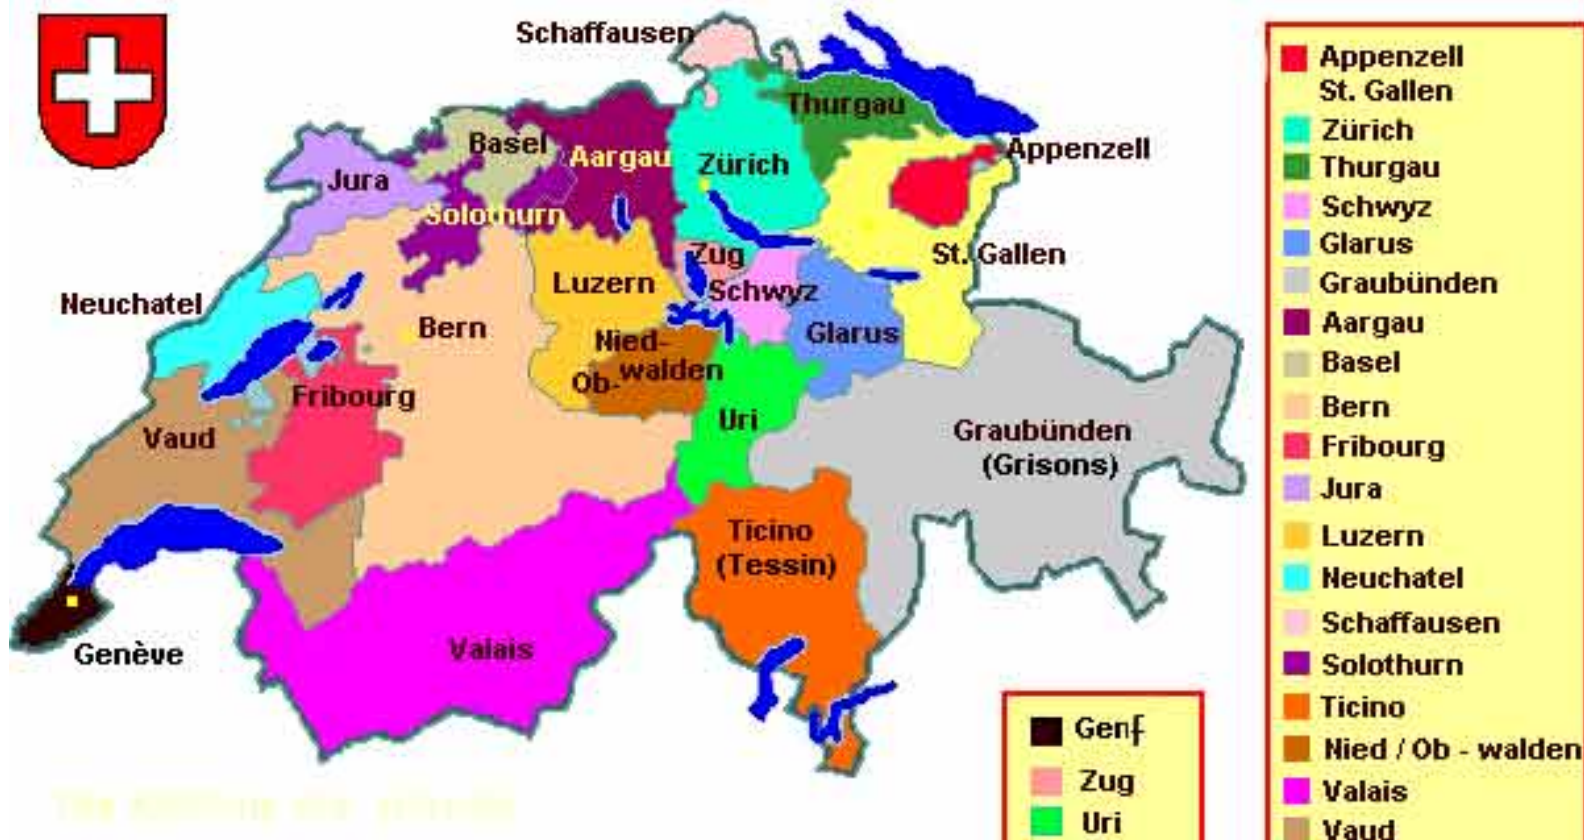 Schaffausen
Thurgau
Basel
Aargau
Zürich
Appenzell
Jura
Solothurn
Zug
St. Gallen
Luzern
Schwyz
Neuchatel
Bern
Nied-
Glarus
Ob-walden
Fribourg
Uri
Vaud
Graubünden
(Grisons)
Ticino
(Tessin)
Genève
Valais
Genf
Zug
Uri
Appenzell
St. Gallen
Zürich
Thurgau
Schwyz
Glarus
Graubünden
Aargau
Basel
Bern
Fribourg
Jura
Luzern
Neuchatel
Schaffausen
Solothurn
Ticino
Nied / Ob - walden
Valais
Vaud